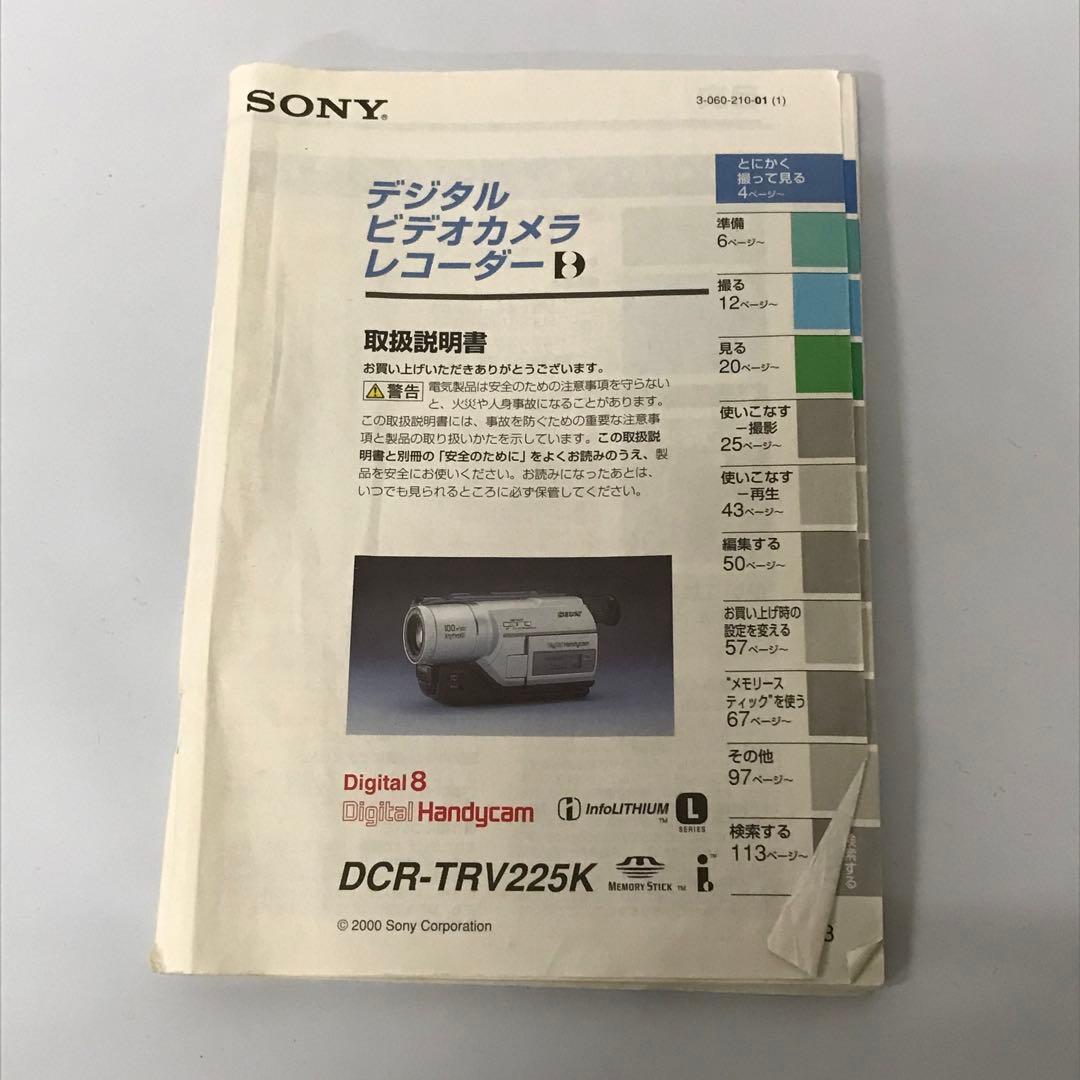 SONY®
3-060-210-01 (1)
デジタル
ビデオカメラ
レコーダー
取扱説明書
お買い上げいただきありがとうございます。
警告
電気製品は安全のための注意事項を守らない
と、火災や人身事故になることがあります。
この取扱説明書には、事故を防ぐための重要な注意事
項と製品の取り扱いかたを示しています。この取扱説
明書と別冊の「安全のために」をよくお読みのうえ、製
品を安全にお使いください。お読みになったあとは、
いつでも見られるところに必ず保管してください。
とにかく
撮って見る
4ページ〜
準備
6ページ〜
撮る
12ページ〜
見る
20ページ〜
使いこなす
－撮影
25ページ〜
使いこなす
－再生
43ページ〜
編集する
50ページ〜
お買い上げ時の
設定を変える
57ページ〜
“メモリース
ティック”を使う
67ページ〜
その他
97ページ〜
検索する
113ページ〜
SONY
Digital Handycam
Digital 8
Digital Handycam
InfoLITHIUM ™
L
SERIES
DCR-TRV225K
MEMORY STICK ™
i ™
© 2000 Sony Corporation